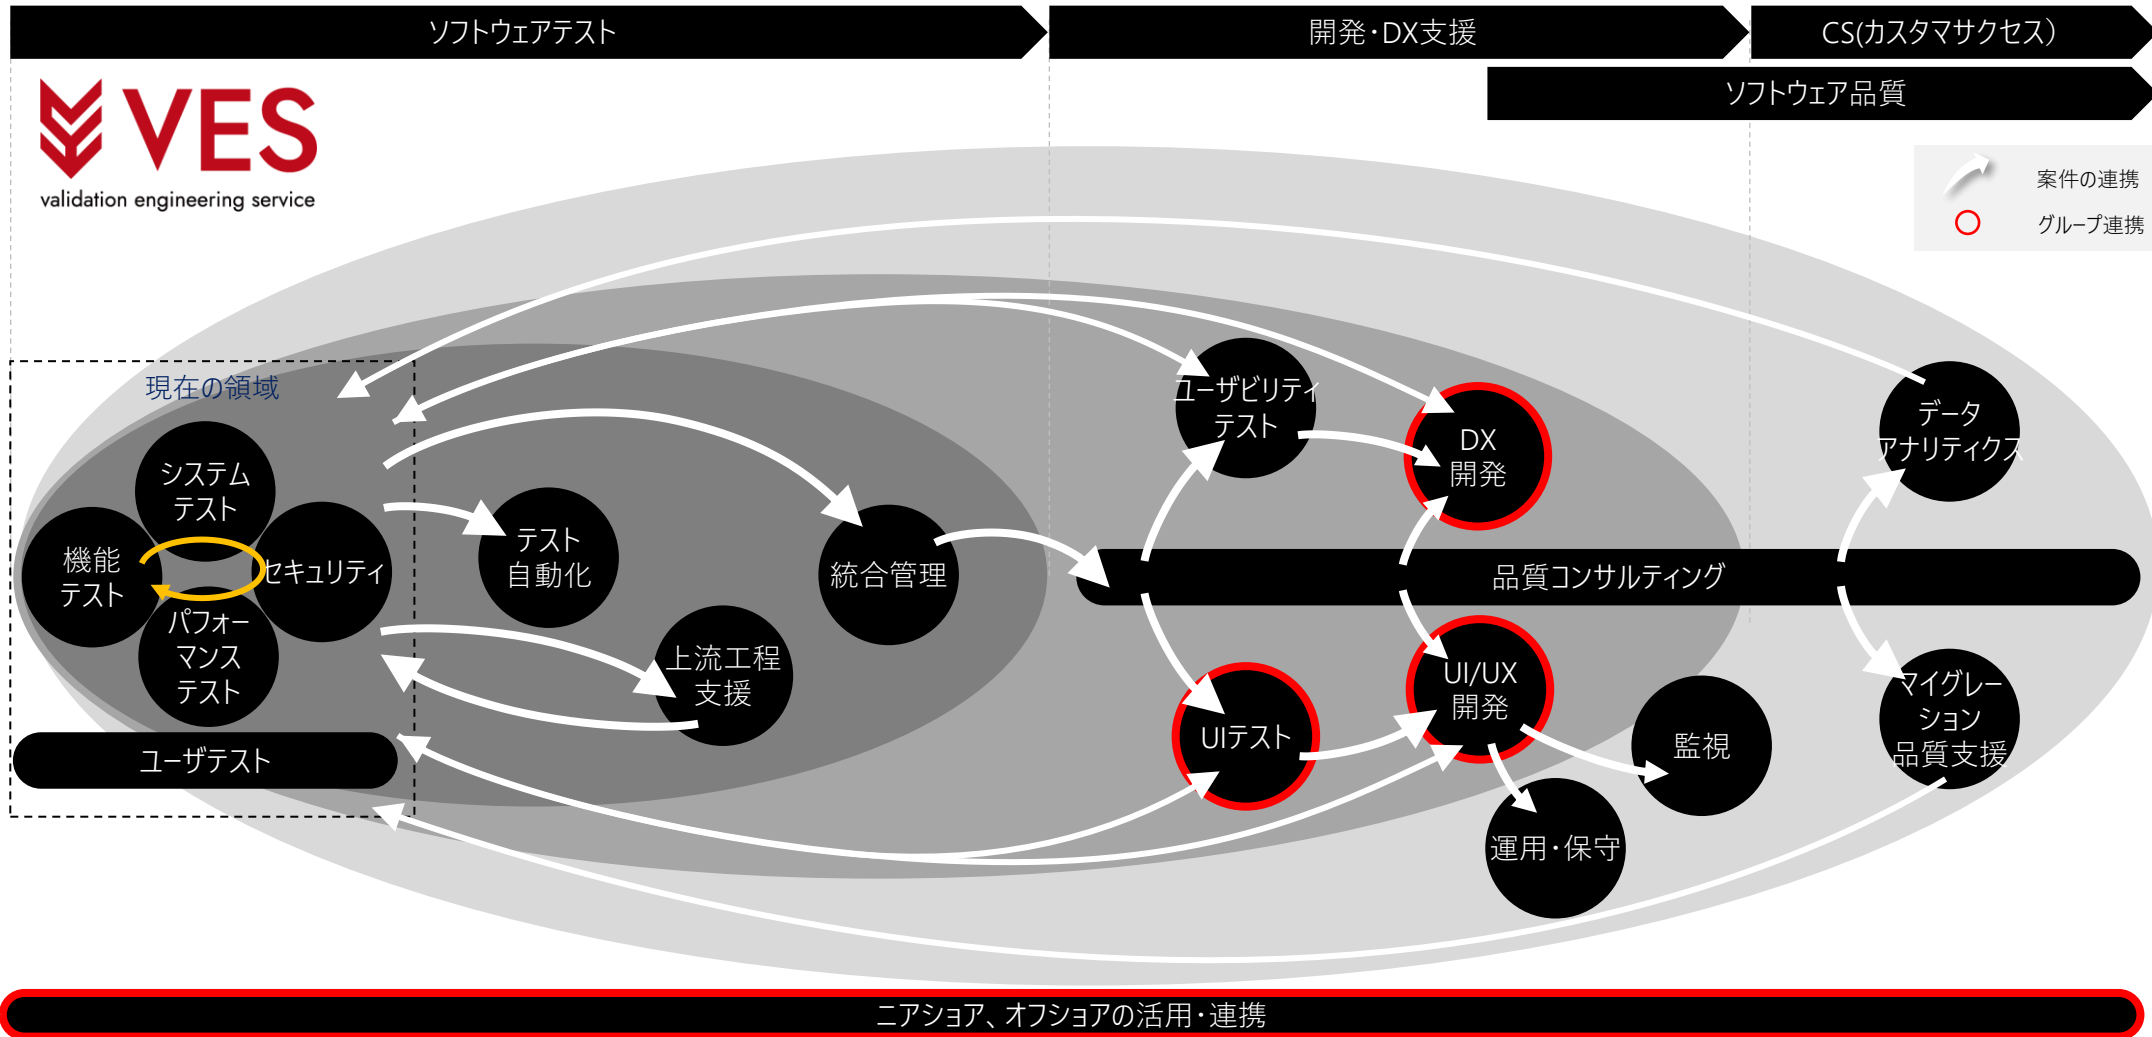 ソフトウェアテスト
開発・DX支援
CS(カスタマサクセス）
ソフトウェア品質
VES
validation engineering service
案件の連携
グループ連携
現在の領域
システム
テスト
機能
テスト
セキュリティ
パフォー
マンス
テスト
ユーザテスト
テスト
自動化
上流工程
支援
統合管理
ユーザビリティ
テスト
DX
開発
品質コンサルティング
UIテスト
UI/UX
開発
監視
運用・保守
データ
アナリティクス
マイグレー
ション
品質支援
ニアショア、オフショアの活用・連携